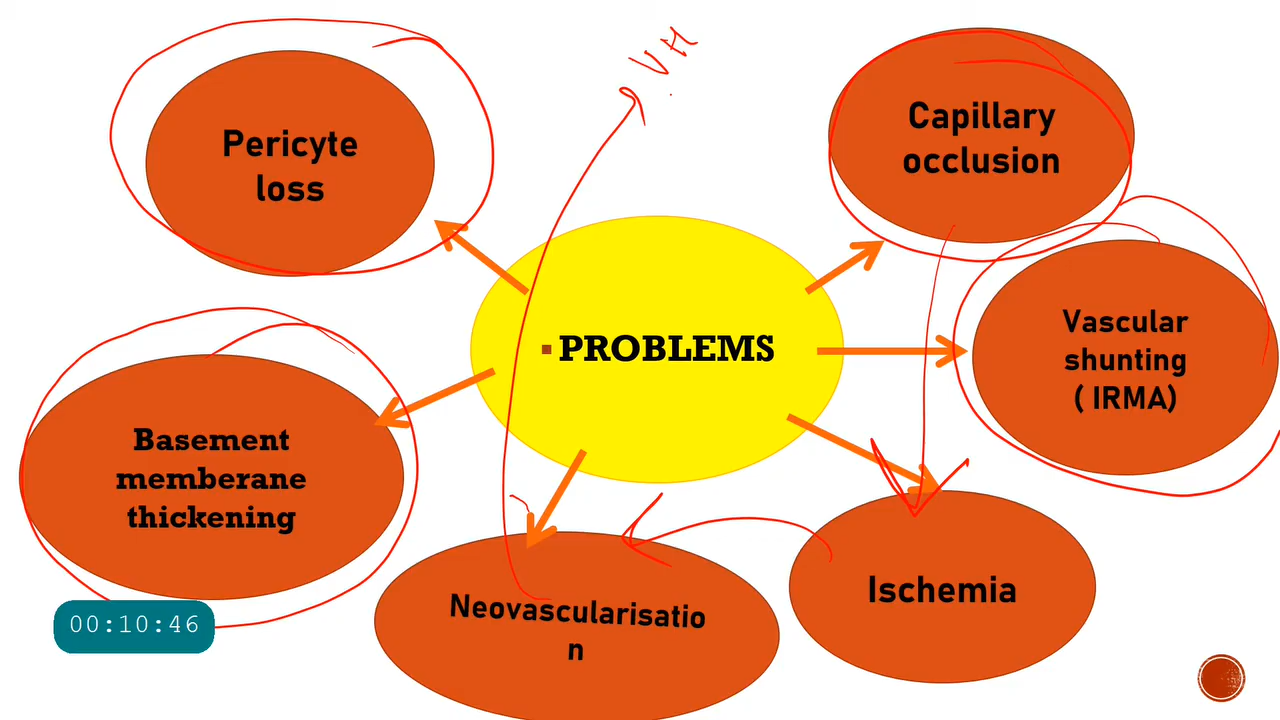 VH
Pericyte
loss
Capillary
occlusion
▪ PROBLEMS
Vascular
shunting
( IRMA)
Basement
memberane
thickening
Neovascularisatio
n
Ischemia
00:10:46